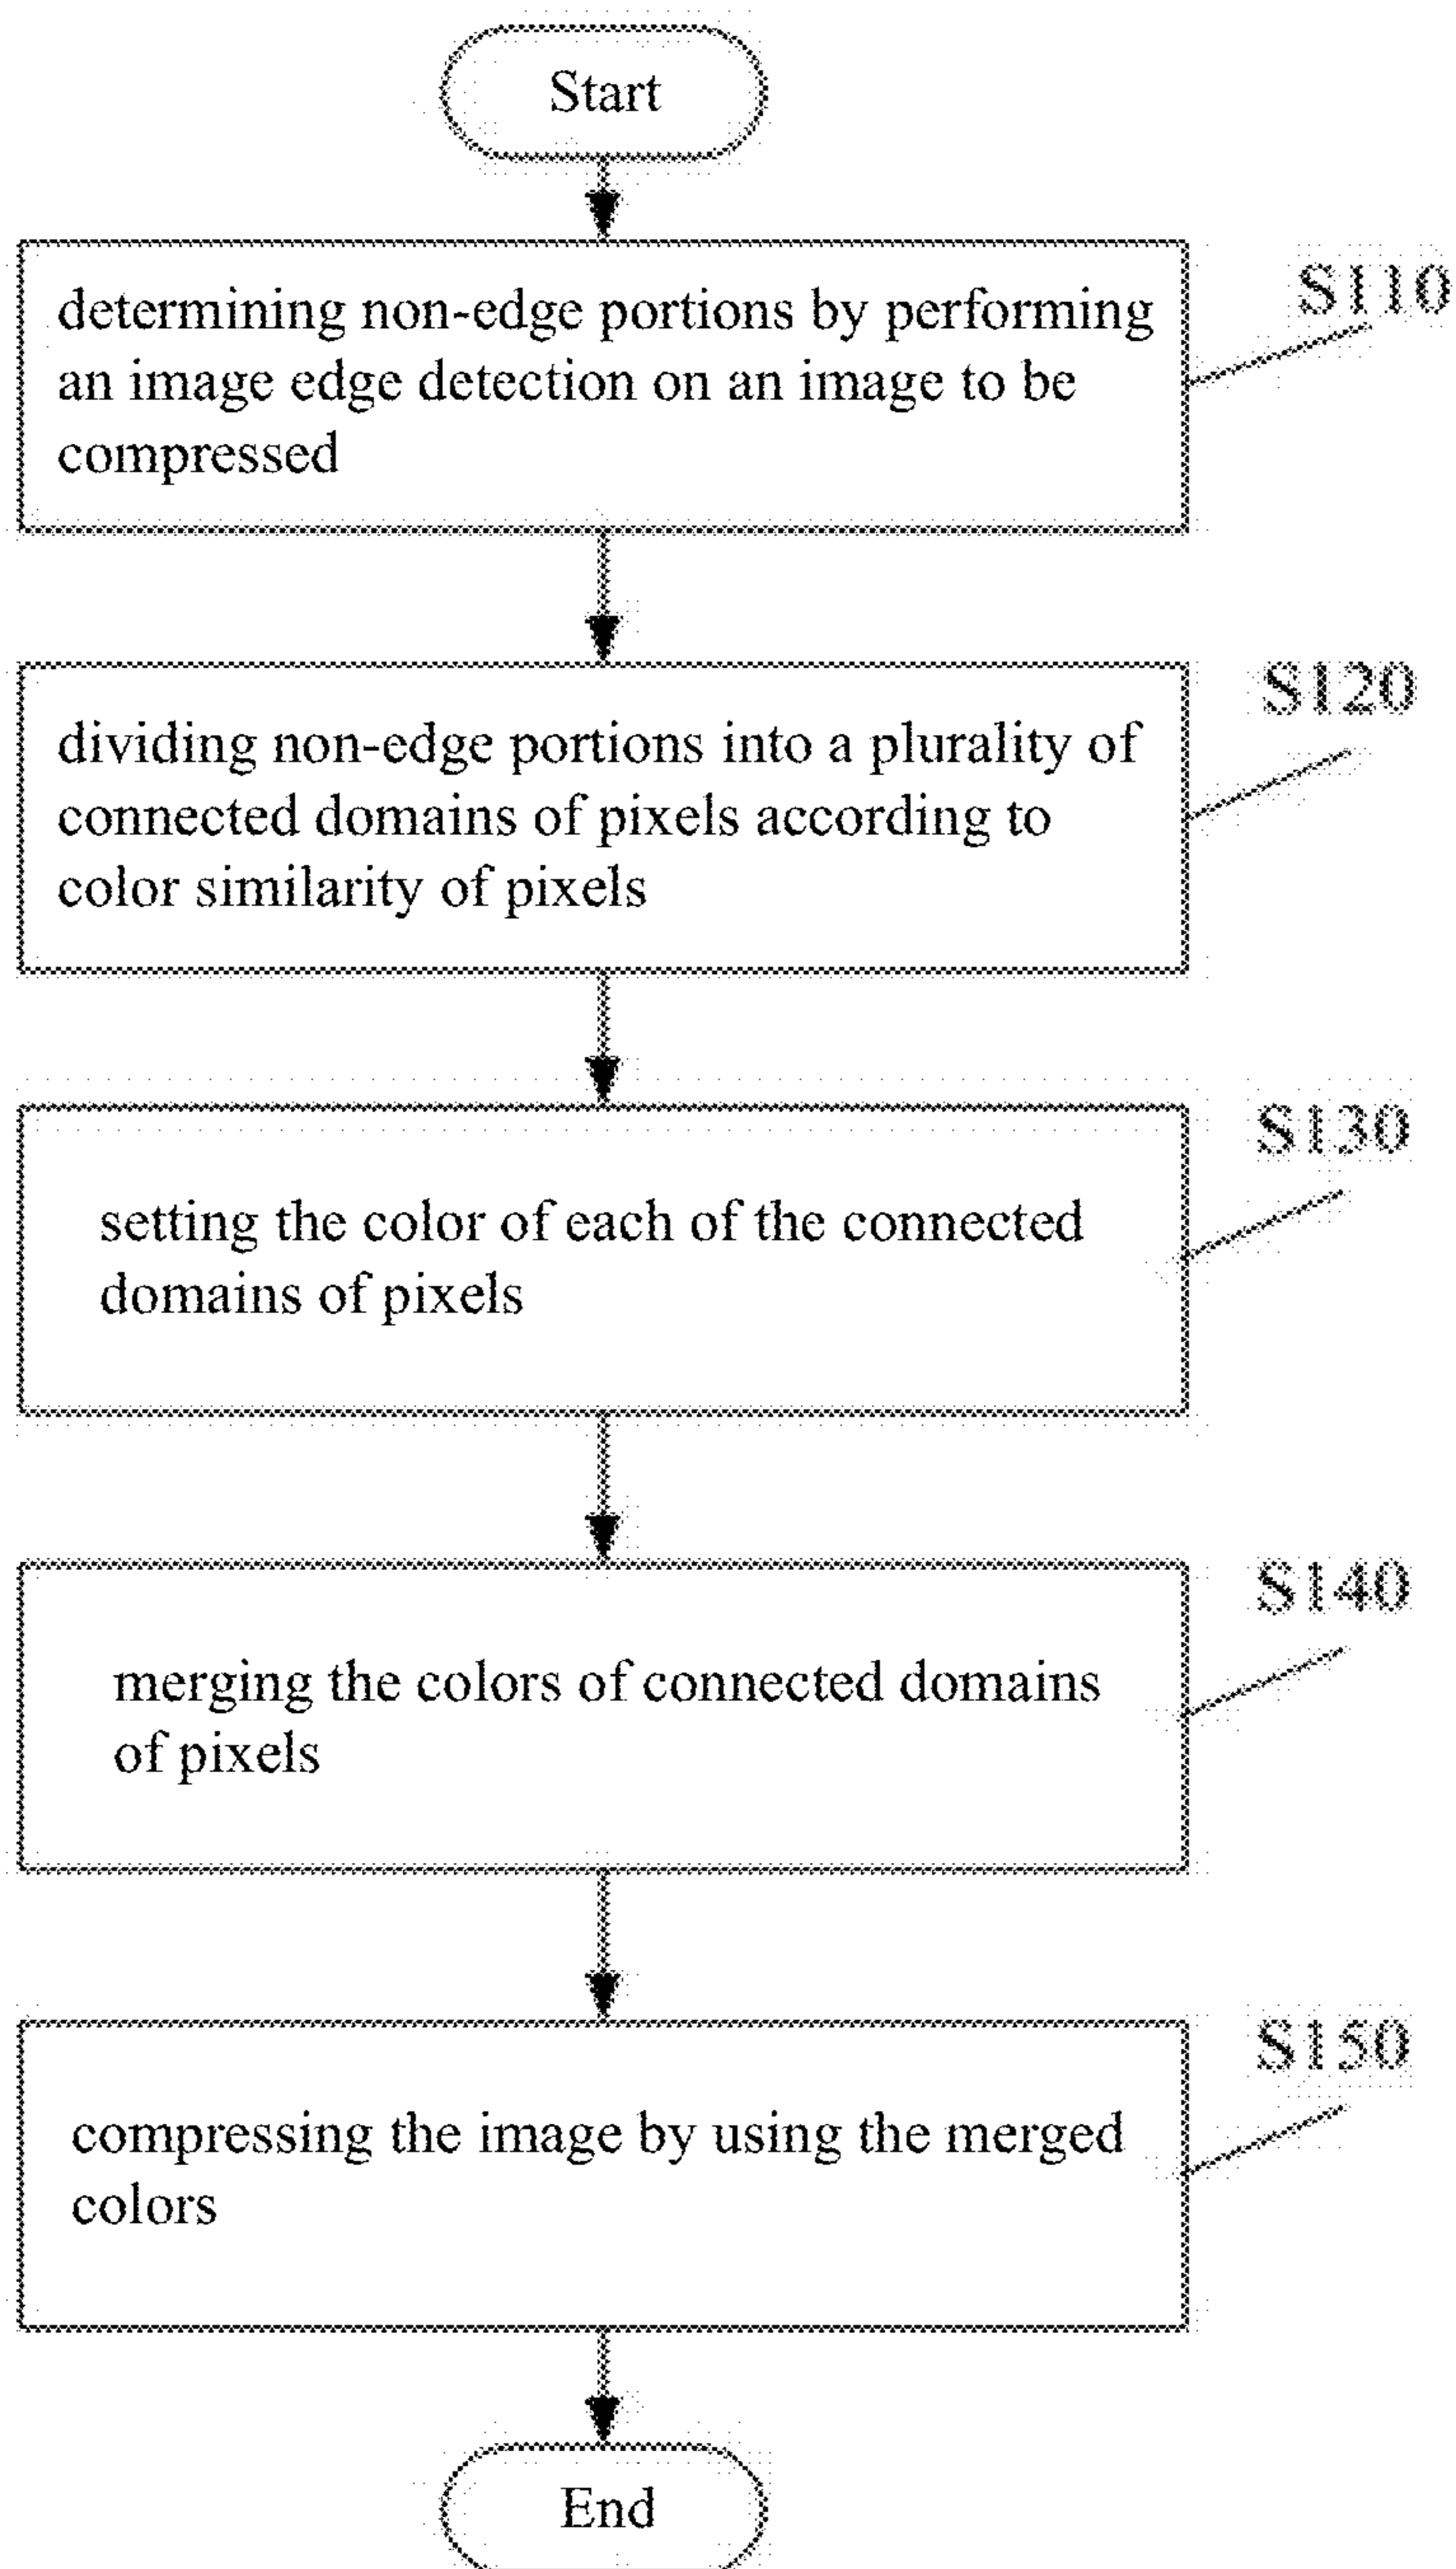 Start
determining non-edge portions by performing
an image edge detection on an image to be
compressed
S110
dividing non-edge portions into a plurality of
connected domains of pixels according to
color similarity of pixels
S120
setting the color of each of the connected
domains of pixels
S130
merging the colors of connected domains
of pixels
S140
compressing the image by using the merged
colors
S150
End